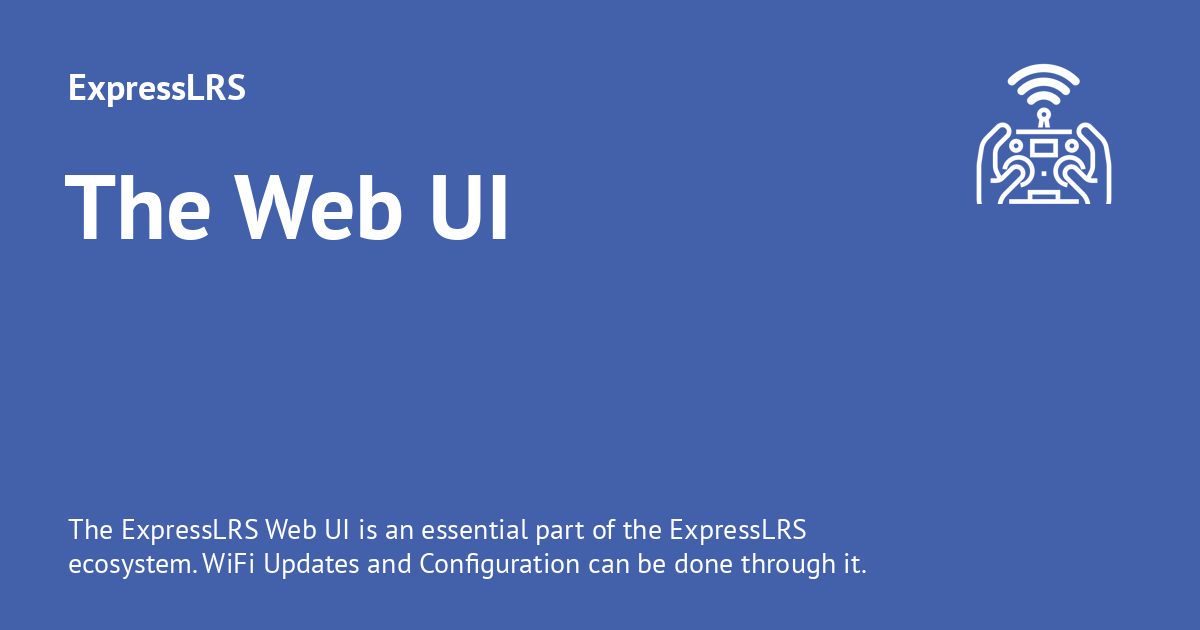 ExpressLRS
The Web UI
The ExpressLRS Web UI is an essential part of the ExpressLRS
ecosystem. WiFi Updates and Configuration can be done through it.